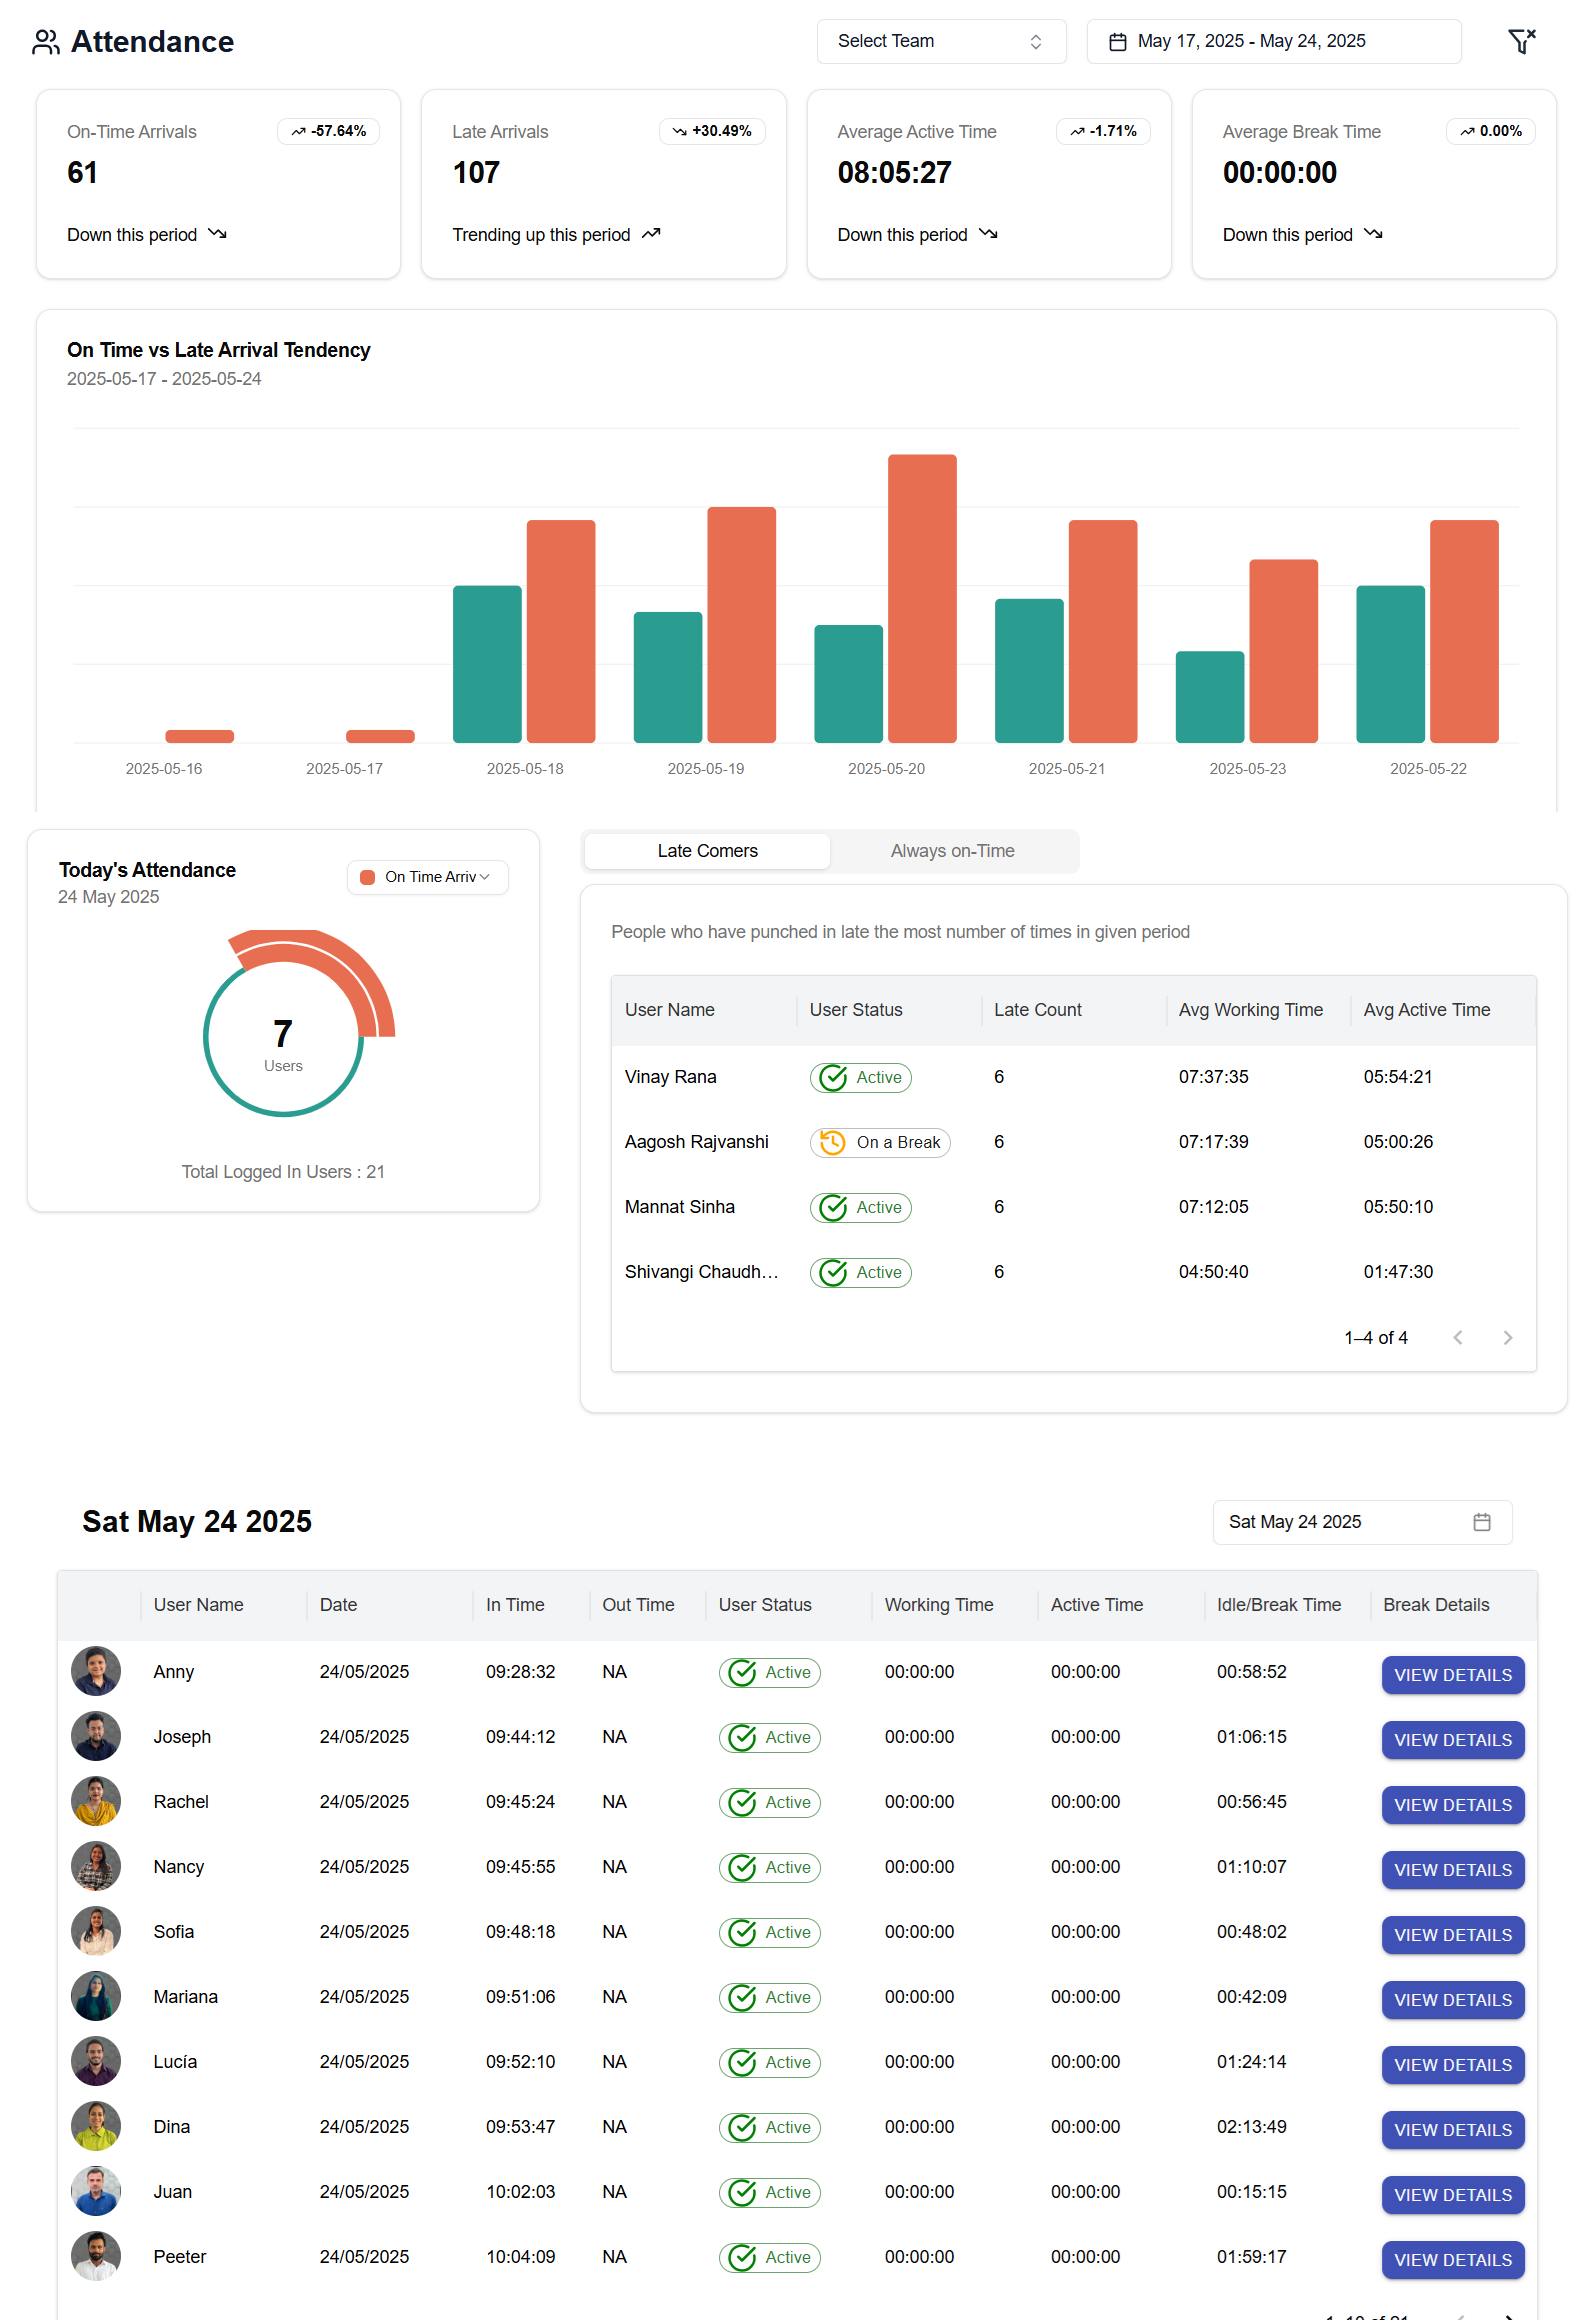 Attendance
Select Team
May 17, 2025 - May 24, 2025
On-Time Arrivals
-57.64%
61
Down this period
Late Arrivals
+30.49%
107
Trending up this period
Average Active Time
-1.71%
08:05:27
Down this period
Average Break Time
0.00%
00:00:00
Down this period
On Time vs Late Arrival Tendency
2025-05-17 - 2025-05-24
2025-05-16 2025-05-17 2025-05-18 2025-05-19 2025-05-20 2025-05-21 2025-05-23 2025-05-22
Today's Attendance
24 May 2025
On Time Arriv
7
Users
Total Logged In Users : 21
Late Comers Always on-Time
People who have punched in late the most number of times in given period
User Name User Status Late Count Avg Working Time Avg Active Time
Vinay Rana Active 6 07:37:35 05:54:21
Aagosh Rajvanshi On a Break 6 07:17:39 05:00:26
Mannat Sinha Active 6 07:12:05 05:50:10
Shivangi Chaudh... Active 6 04:50:40 01:47:30
1–4 of 4
Sat May 24 2025
Sat May 24 2025
User Name Date In Time Out Time User Status Working Time Active Time Idle/Break Time Break Details
Anny 24/05/2025 09:28:32 NA Active 00:00:00 00:00:00 00:58:52 VIEW DETAILS
Joseph 24/05/2025 09:44:12 NA Active 00:00:00 00:00:00 01:06:15 VIEW DETAILS
Rachel 24/05/2025 09:45:24 NA Active 00:00:00 00:00:00 00:56:45 VIEW DETAILS
Nancy 24/05/2025 09:45:55 NA Active 00:00:00 00:00:00 01:10:07 VIEW DETAILS
Sofia 24/05/2025 09:48:18 NA Active 00:00:00 00:00:00 00:48:02 VIEW DETAILS
Mariana 24/05/2025 09:51:06 NA Active 00:00:00 00:00:00 00:42:09 VIEW DETAILS
Lucía 24/05/2025 09:52:10 NA Active 00:00:00 00:00:00 01:24:14 VIEW DETAILS
Dina 24/05/2025 09:53:47 NA Active 00:00:00 00:00:00 02:13:49 VIEW DETAILS
Juan 24/05/2025 10:02:03 NA Active 00:00:00 00:00:00 00:15:15 VIEW DETAILS
Peeter 24/05/2025 10:04:09 NA Active 00:00:00 00:00:00 01:59:17 VIEW DETAILS